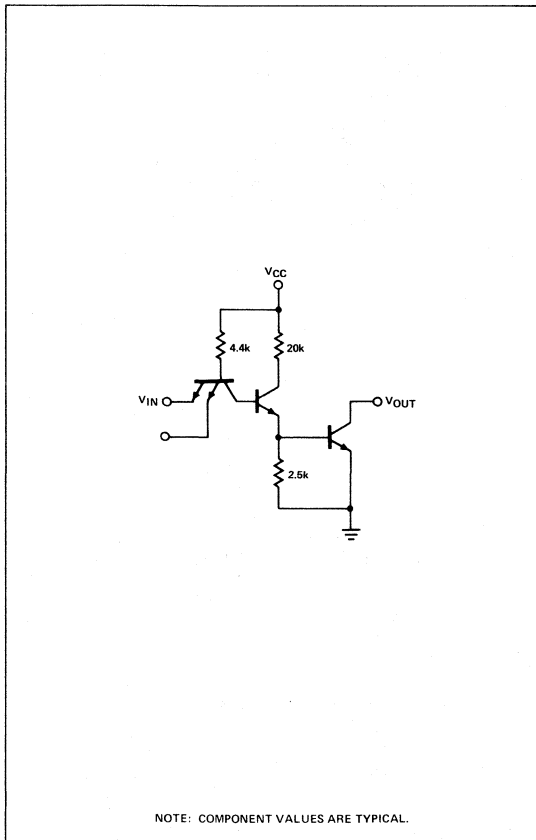 VCC
4.4k
20k
VIN
VOUT
2.5k
NOTE: COMPONENT VALUES ARE TYPICAL.